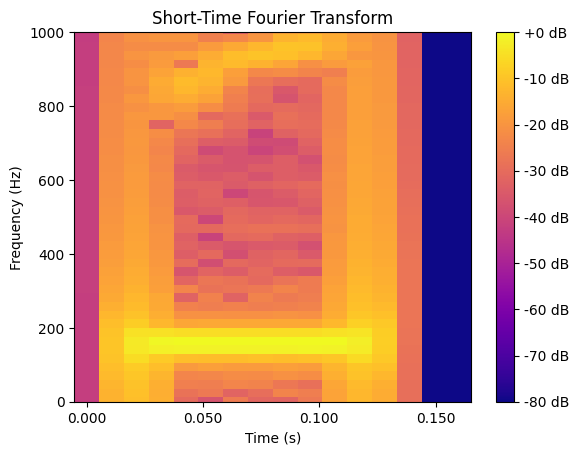 Short-Time Fourier Transform
1000
800
600
400
200
0
Frequency (Hz)
0.000
0.050
0.100
0.150
Time (s)
+0 dB
-10 dB
-20 dB
-30 dB
-40 dB
-50 dB
-60 dB
-70 dB
-80 dB